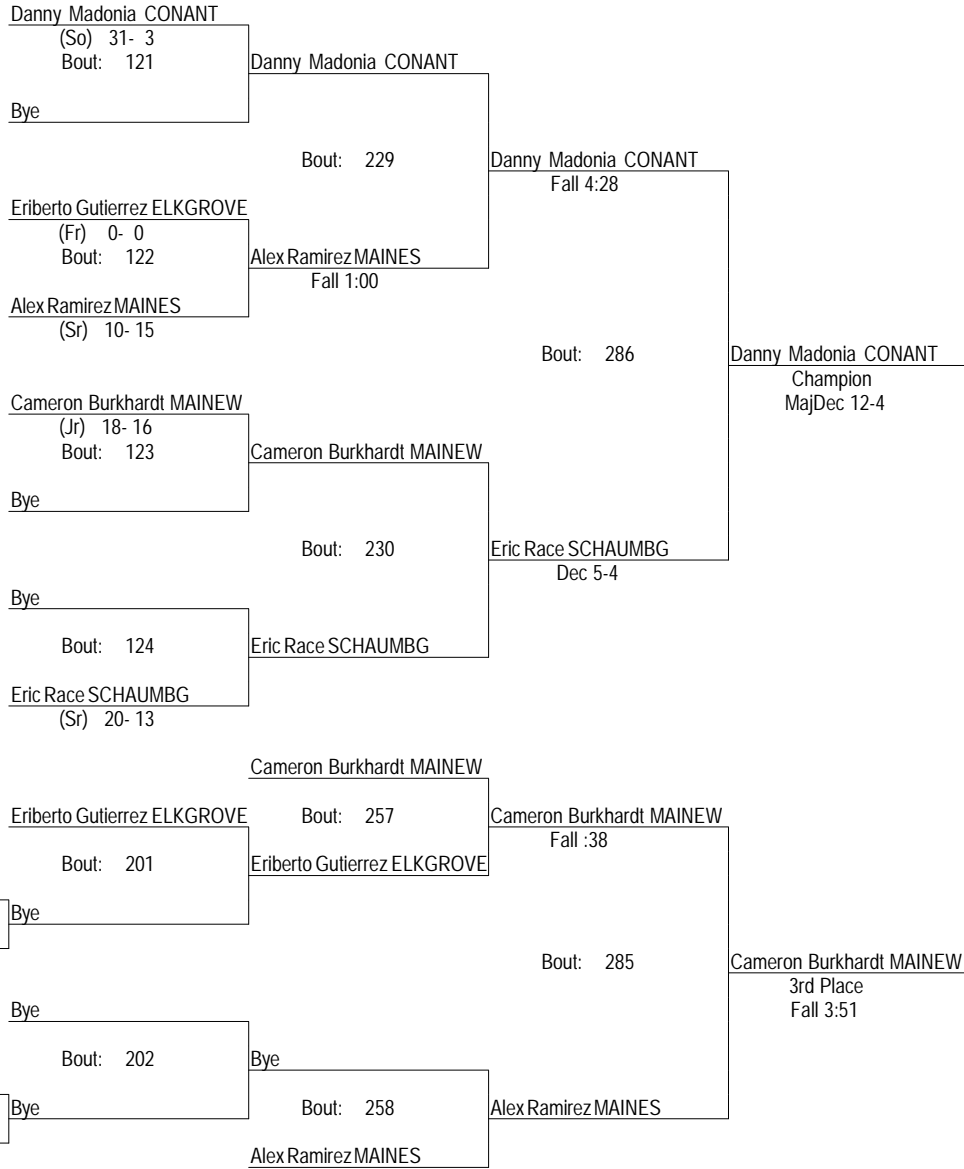 Danny Madonia CONANT
(So) 31- 3
Bout: 121
Danny Madonia CONANT
Bye
Bout: 229
Danny Madonia CONANT
Fall 4:28
Eriberto Gutierrez ELKGROVE
(Fr) 0- 0
Bout: 122
Alex Ramirez MAINES
Fall 1:00
Alex Ramirez MAINES
(Sr) 10- 15
Bout: 286
Danny Madonia CONANT
Champion
MajDec 12-4
Cameron Burkhardt MAINEW
(Jr) 18- 16
Bout: 123
Cameron Burkhardt MAINEW
Bye
Bout: 230
Eric Race SCHAUMBG
Dec 5-4
Bye
Bout: 124
Eric Race SCHAUMBG
Eric Race SCHAUMBG
(Sr) 20- 13
Cameron Burkhardt MAINEW
Eriberto Gutierrez ELKGROVE
Bout: 257
Cameron Burkhardt MAINEW
Fall :38
Bout: 201
Eriberto Gutierrez ELKGROVE
Bye
Bout: 285
Cameron Burkhardt MAINEW
3rd Place
Fall 3:51
Bye
Bout: 202
Bye
Bye
Bout: 258
Alex Ramirez MAINES
Alex Ramirez MAINES